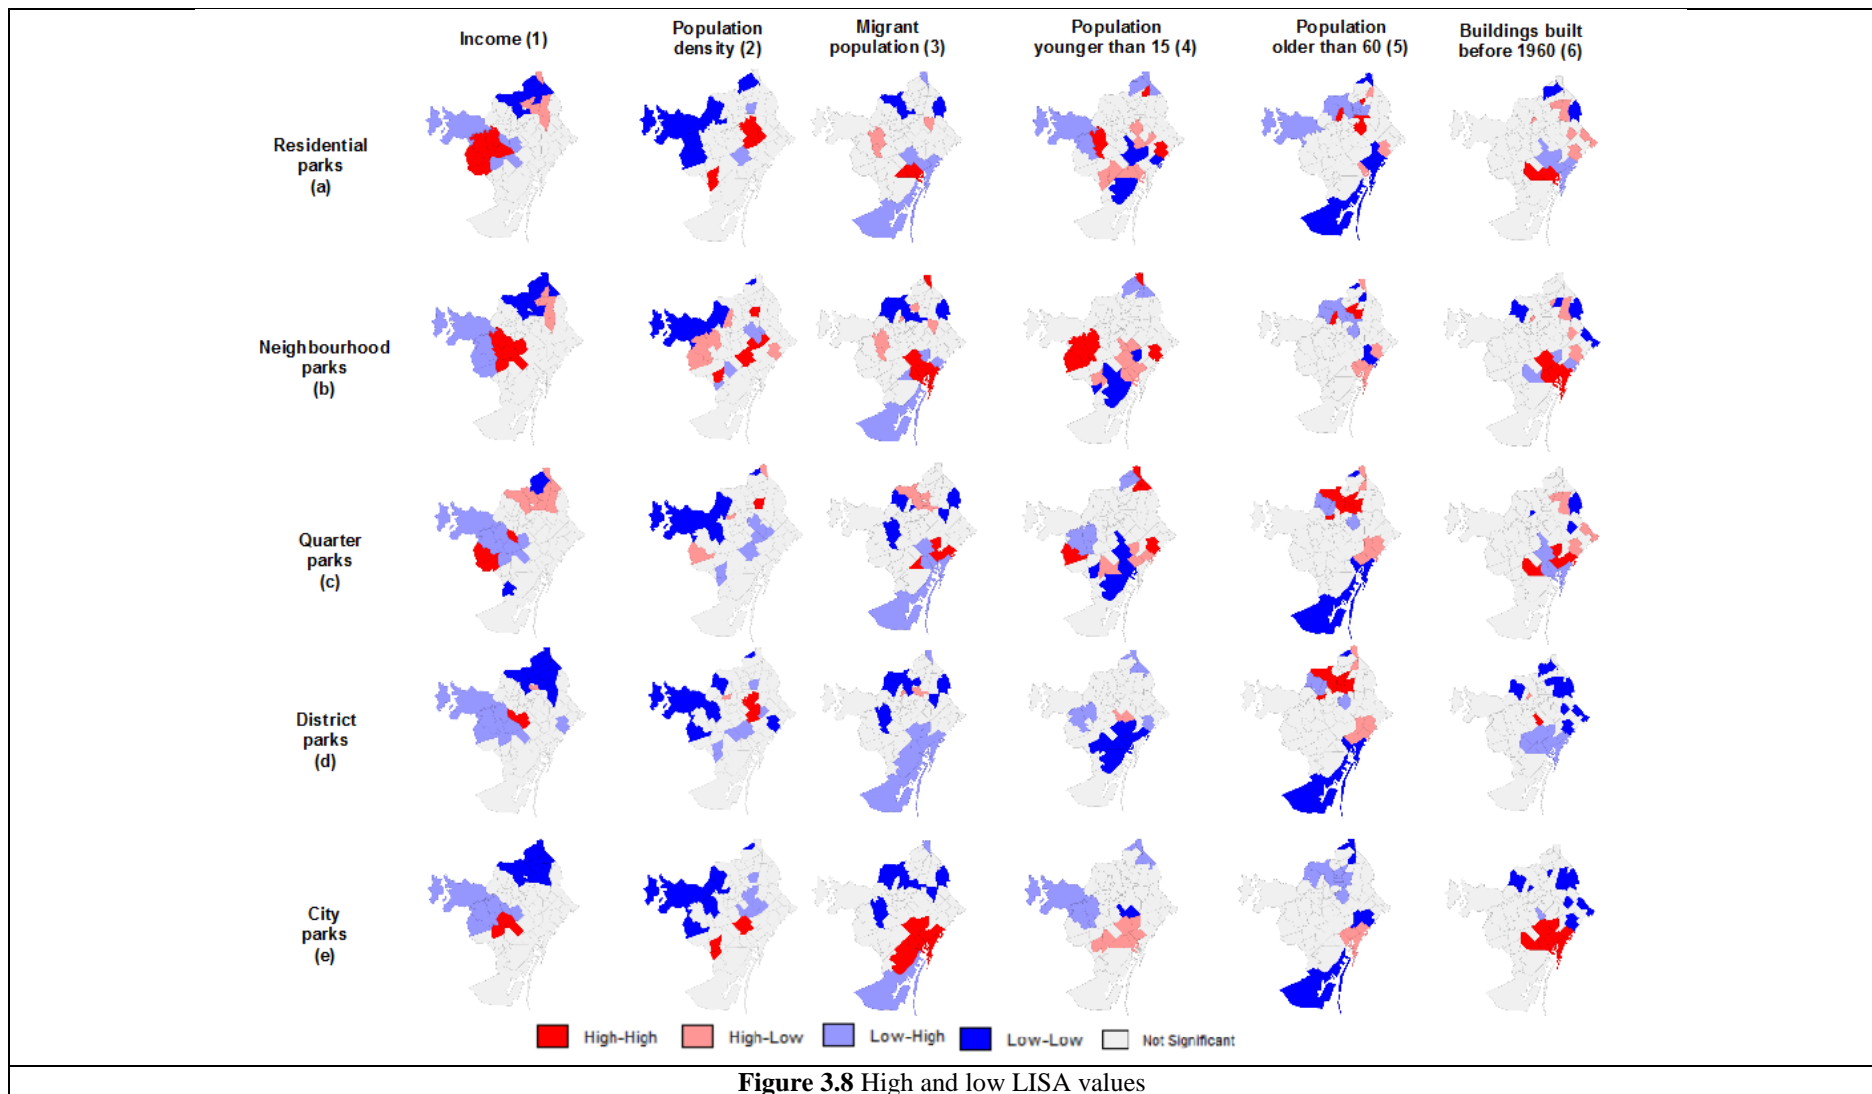 Income (1)
Population
density (2)
Migrant
population (3)
Population
younger than 15 (4)
Population
older than 60 (5)
Buildings built
before 1960 (6)
Residential
parks
(a)
Neighbourhood
parks
(b)
Quarter
parks
(c)
District
parks
(d)
City
parks
(e)
High-High
High-Low
Low-High
Low-Low
Not Significant
Figure 3.8 High and low LISA values